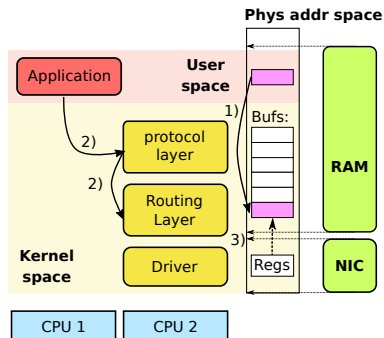 Phys addr space
Application
User
space
1)
Bufs:
2)
protocol
layer
2)
RAM
Routing
Layer
3)
Kernel
space
Driver
Regs
NIC
CPU 1
CPU 2